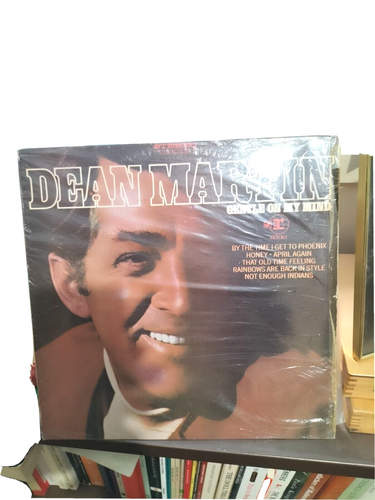 DEAN MARTIN
GENTLE ON MY MIND
BY THE TIME I GET TO PHOENIX
HONEY • APRIL AGAIN
THAT OLD TIME FEELING
RAINBOWS ARE BACK IN STYLE
NOT ENOUGH INDIANS